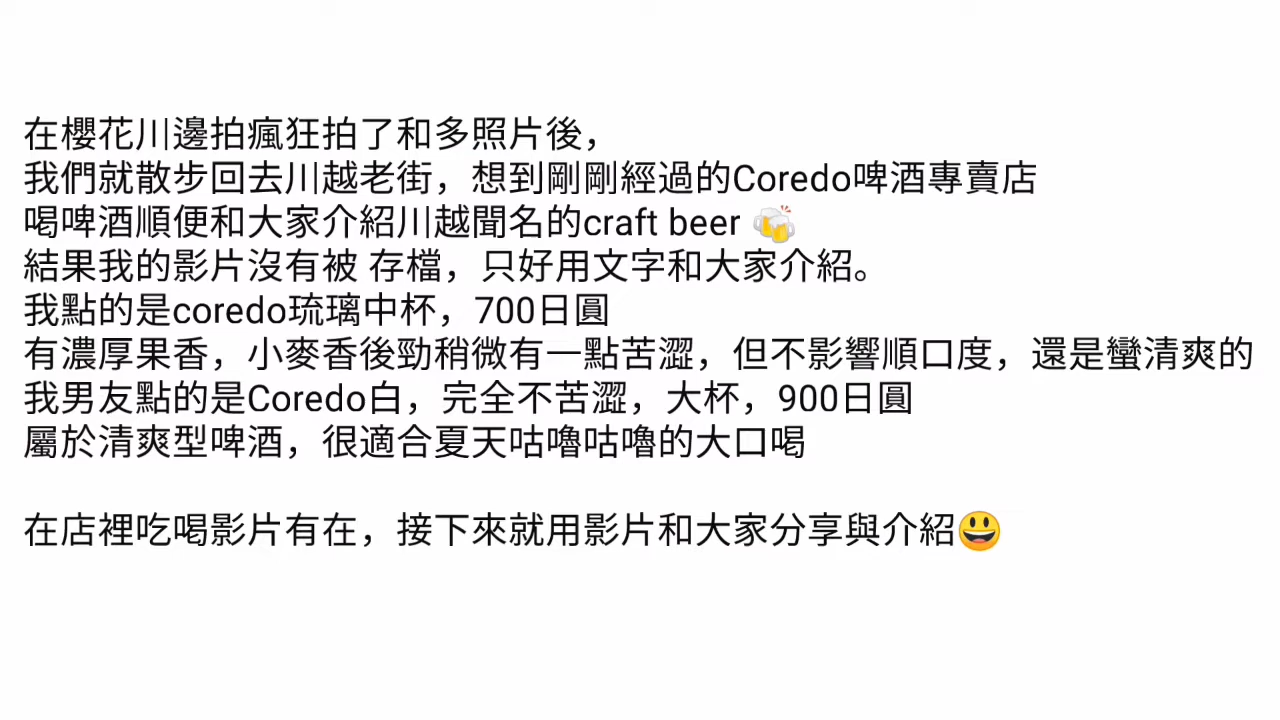 在櫻花川邊拍瘋狂拍了和多照片後，
我們就散步回去川越老街，想到剛剛經過的Coredo啤酒專賣店
喝啤酒順便和大家介紹川越聞名的craft beer 🍻
結果我的影片沒有被 存檔，只好用文字和大家介紹。
我點的是coredo琉璃中杯，700日圓
有濃厚果香，小麥香後勁稍微有一點苦澀，但不影響順口度，還是蠻清爽的
我男友點的是Coredo白，完全不苦澀，大杯，900日圓
屬於清爽型啤酒，很適合夏天咕嚕咕嚕的大口喝
在店裡吃喝影片有在，接下來就用影片和大家分享與介紹😃